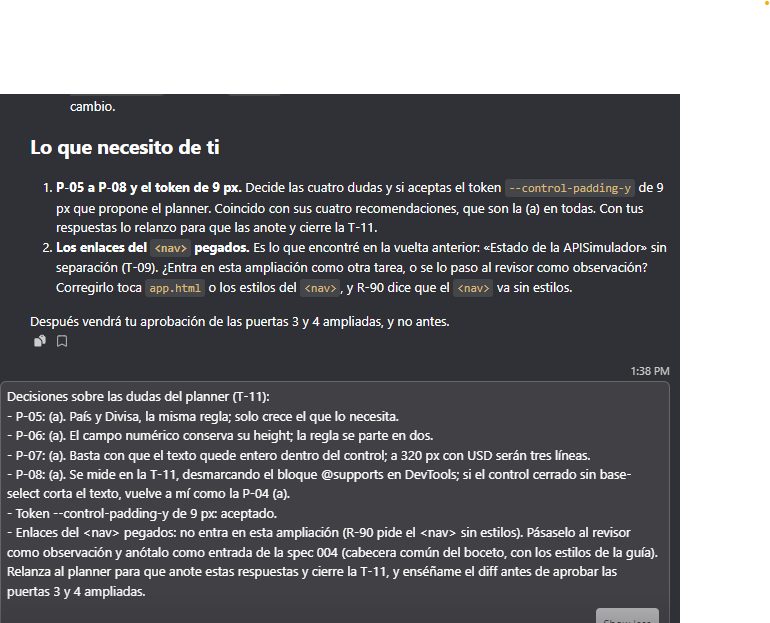 cambio.
Lo que necesito de ti
1. P-05 a P-08 y el token de 9 px. Decide las cuatro dudas y si aceptas el token --control-padding-y de 9
px que propone el planner. Coincido con sus cuatro recomendaciones, que son la (a) en todas. Con tus
respuestas lo relanzo para que las anote y cierre la T-11.
2. Los enlaces del <nav> pegados. Es lo que encontré en la vuelta anterior: «Estado de la APISimulador» sin
separación (T-09). ¿Entra en esta ampliación como otra tarea, o se lo paso al revisor como observación?
Corregirlo toca app.html o los estilos del <nav>, y R-90 dice que el <nav> va sin estilos.
Después vendrá tu aprobación de las puertas 3 y 4 ampliadas, y no antes.
1:38 PM
Decisiones sobre las dudas del planner (T-11):
- P-05: (a). País y Divisa, la misma regla; solo crece el que lo necesita.
- P-06: (a). El campo numérico conserva su height; la regla se parte en dos.
- P-07: (a). Basta con que el texto quede entero dentro del control; a 320 px con USD serán tres líneas.
- P-08: (a). Se mide en la T-11, desmarcando el bloque @supports en DevTools; si el control cerrado sin base-
select corta el texto, vuelve a mí como la P-04 (a).
- Token --control-padding-y de 9 px: aceptado.
- Enlaces del <nav> pegados: no entra en esta ampliación (R-90 pide el <nav> sin estilos). Pásaselo al revisor
como observación y anótalo como entrada de la spec 004 (cabecera común del boceto, con los estilos de la guía).
Relanza al planner para que anote estas respuestas y cierre la T-11, y enséñame el diff antes de aprobar las
puertas 3 y 4 ampliadas.